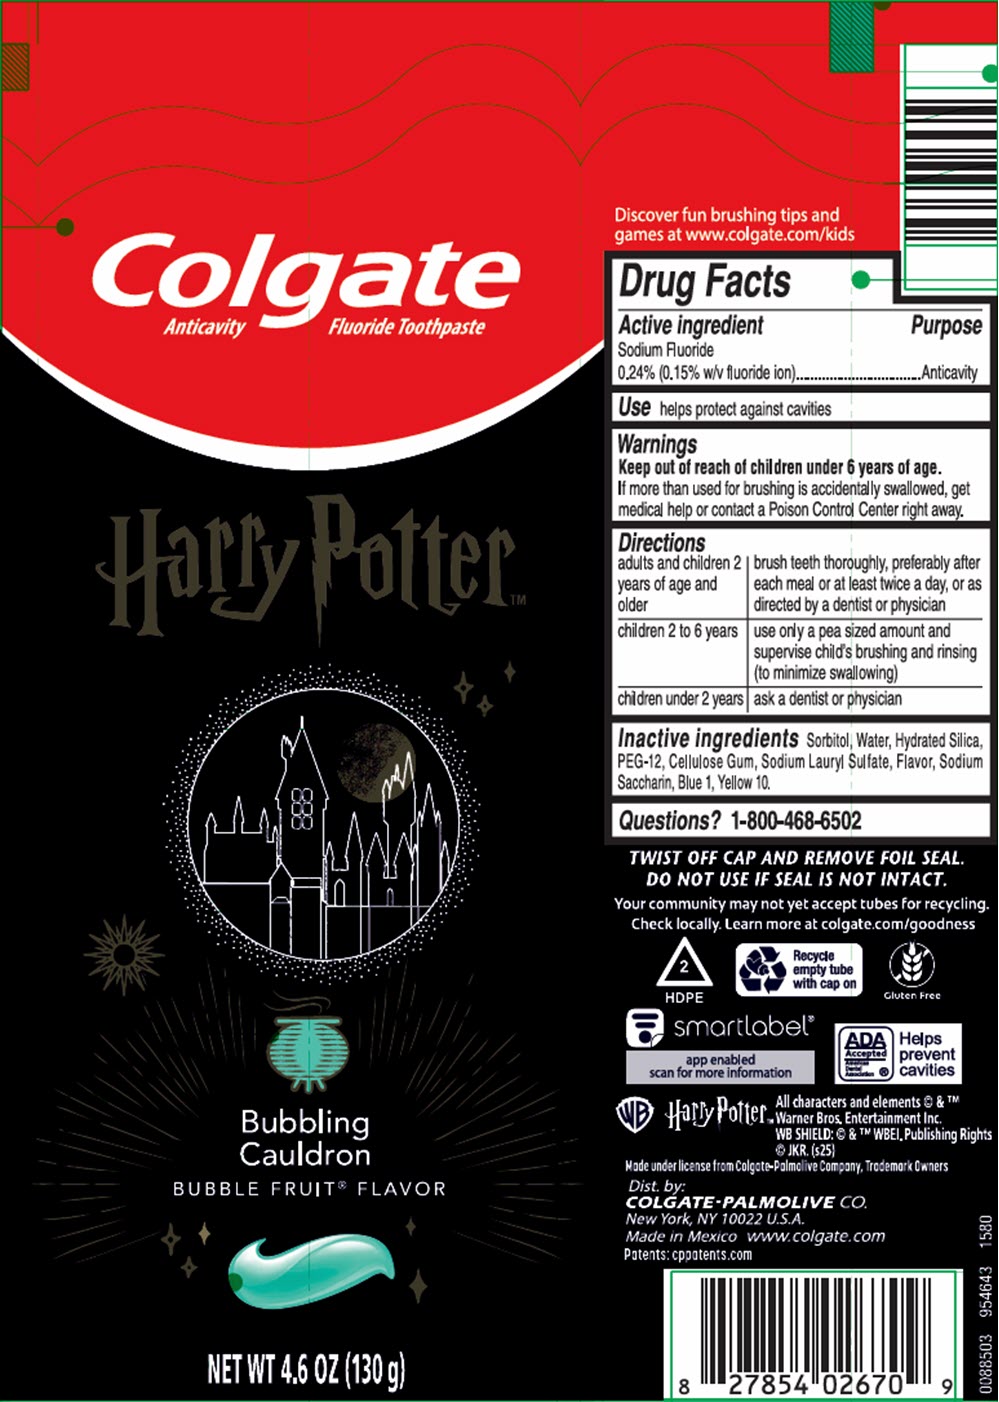 Colgate
Anticavity Fluoride Toothpaste
Harry Potter™
Bubbling
Cauldron
BUBBLE FRUIT® FLAVOR
NET WT 4.6 OZ (130 g)
Discover fun brushing tips and
games at www.colgate.com/kids
Drug Facts
Active ingredient Purpose
Sodium Fluoride
0.24% (0.15% w/v fluoride ion)..............................Anticavity
Use helps protect against cavities
Warnings
Keep out of reach of children under 6 years of age.
If more than used for brushing is accidentally swallowed, get
medical help or contact a Poison Control Center right away.
Directions
adults and children 2 years of age and older
brush teeth thoroughly, preferably after
each meal or at least twice a day, or as
directed by a dentist or physician
children 2 to 6 years
use only a pea sized amount and
supervise child's brushing and rinsing
(to minimize swallowing)
children under 2 years ask a dentist or physician
Inactive ingredients Sorbitol, Water, Hydrated Silica,
PEG-12, Cellulose Gum, Sodium Lauryl Sulfate, Flavor, Sodium
Saccharin, Blue 1, Yellow 10.
Questions? 1-800-468-6502
TWIST OFF CAP AND REMOVE FOIL SEAL.
DO NOT USE IF SEAL IS NOT INTACT.
Your community may not yet accept tubes for recycling.
Check locally. Learn more at colgate.com/goodness
2
HDPE
Recycle
empty tube
with cap on
Gluten Free
smartlabel®
app enabled
scan for more information
ADA
Accepted
American
Dental
Association ®
Helps
prevent
cavities
WB
Harry Potter™
All characters and elements © & ™
Warner Bros. Entertainment Inc.
WB SHIELD: © & ™ WBEI. Publishing Rights
© JKR. (s25)
Made under license from Colgate-Palmolive Company, Trademark Owners
Dist. by:
COLGATE-PALMOLIVE CO.
New York, NY 10022 U.S.A.
Made in Mexico www.colgate.com
Patents: cppatents.com
8 27854 02670 9
0088503 954643 1580